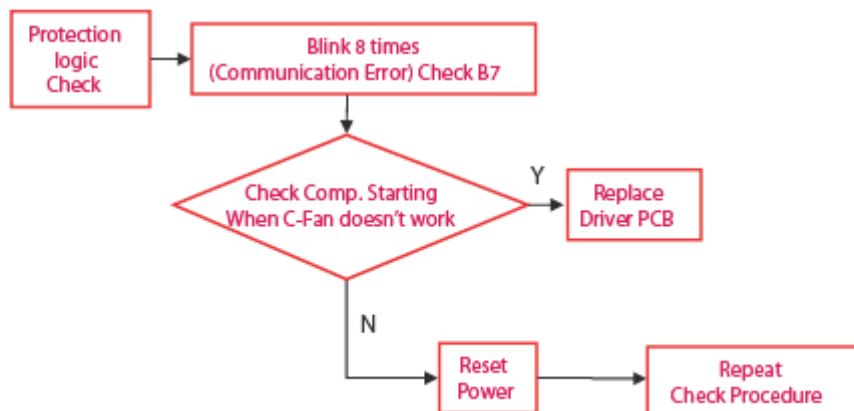 Protection
logic
Check
Blink 8 times
(Communication Error) Check B7
Check Comp. Starting
When C-Fan doesn't work
Y
Replace
Driver PCB
N
Reset
Power
Repeat
Check Procedure